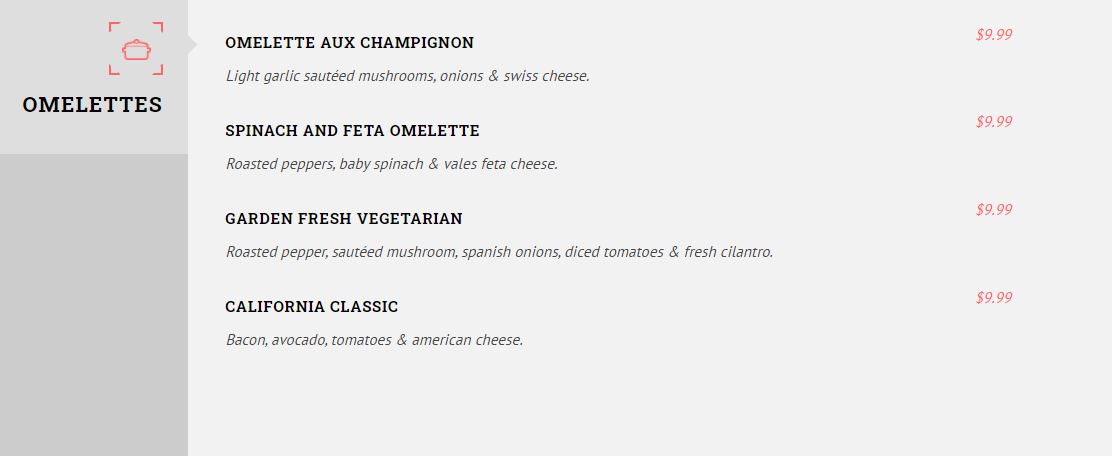 OMELETTES
OMELETTE AUX CHAMPIGNON $9.99
Light garlic sautéed mushrooms, onions & swiss cheese.
SPINACH AND FETA OMELETTE $9.99
Roasted peppers, baby spinach & vales feta cheese.
GARDEN FRESH VEGETARIAN $9.99
Roasted pepper, sautéed mushroom, spanish onions, diced tomatoes & fresh cilantro.
CALIFORNIA CLASSIC $9.99
Bacon, avocado, tomatoes & american cheese.